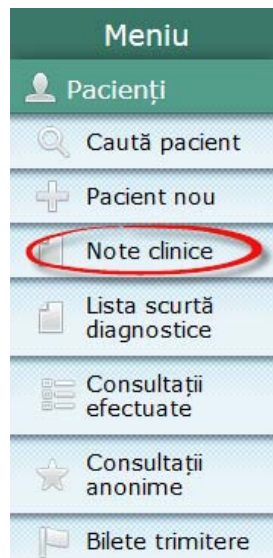 Meniu
Pacienți
Caută pacient
Pacient nou
Note clinice
Lista scurtă
diagnostice
Consultații
efectuate
Consultații
anonime
Bilete trimitere